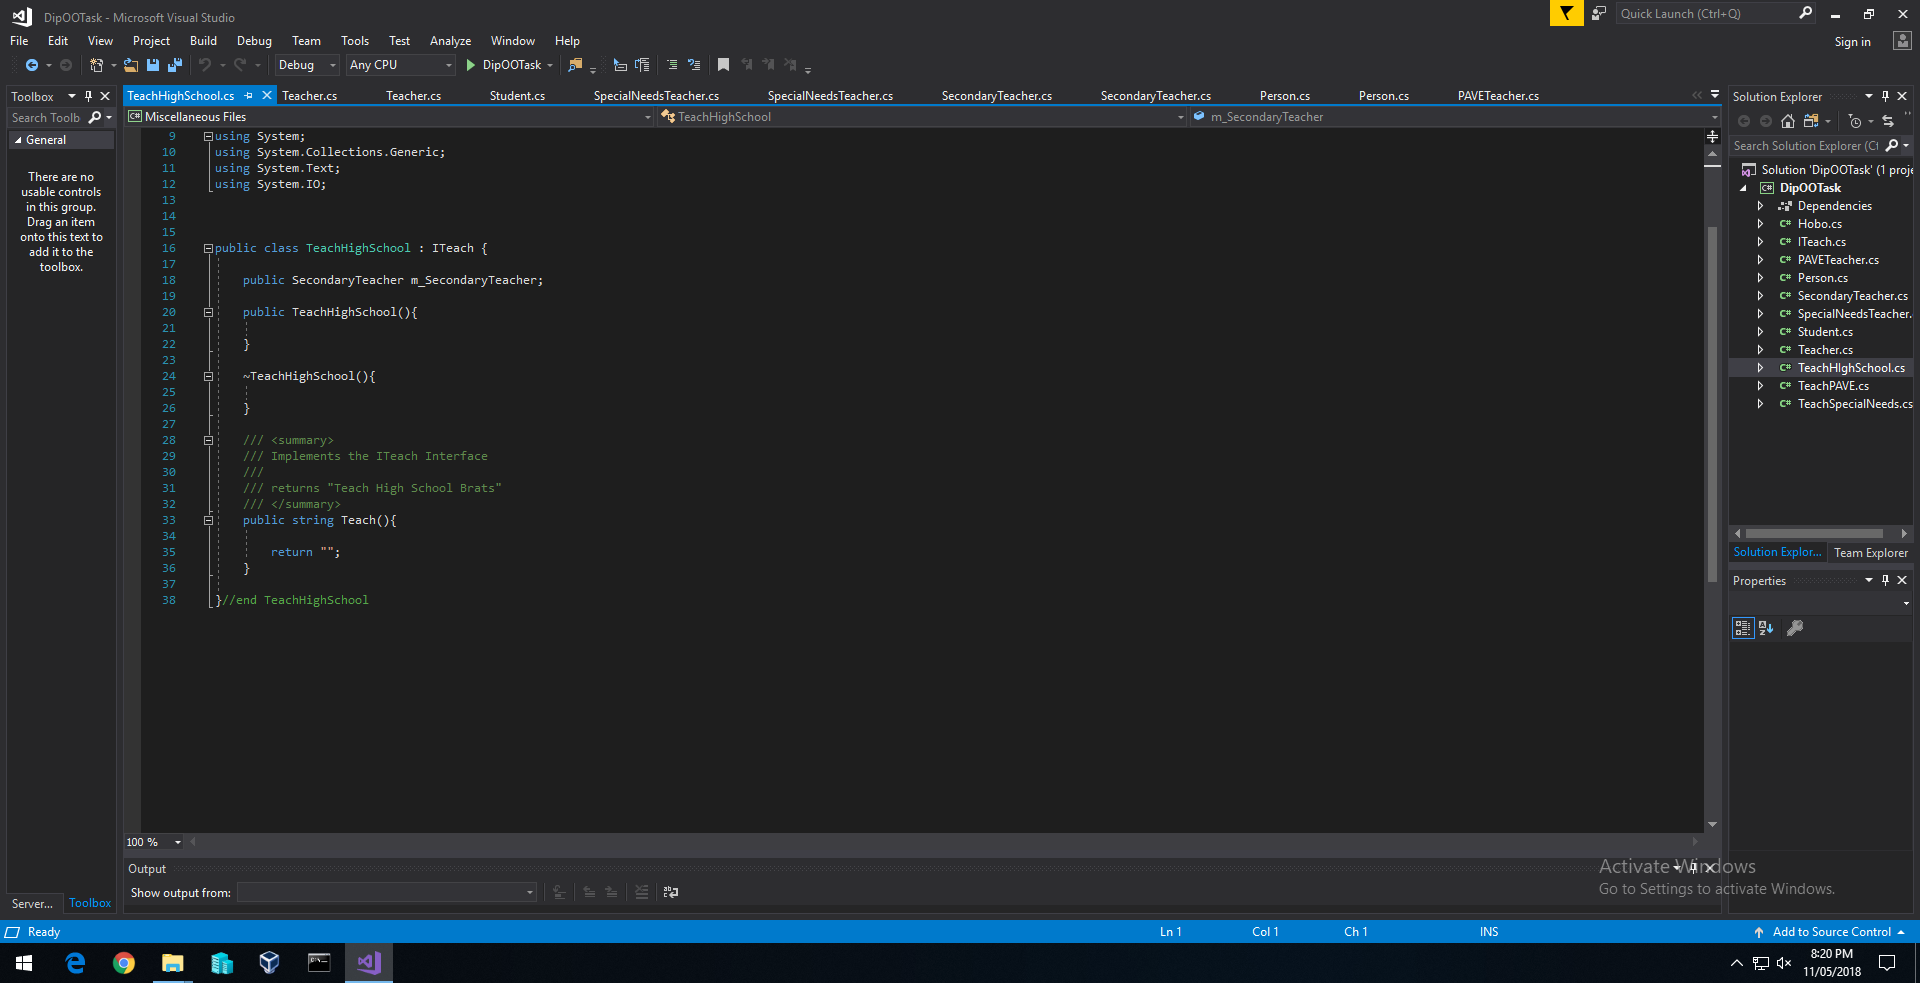 DipOOTask - Microsoft Visual Studio
Quick Launch (Ctrl+Q)
File Edit View Project Build Debug Team Tools Test Analyze Window Help
Sign in
Debug Any CPU DipOOTask
Toolbox
Search Toolb
General
There are no
usable controls
in this group.
Drag an item
onto this text to
add it to the
toolbox.
Server... Toolbox
TeachHighSchool.cs Teacher.cs Teacher.cs Student.cs SpecialNeedsTeacher.cs SpecialNeedsTeacher.cs SecondaryTeacher.cs SecondaryTeacher.cs Person.cs Person.cs PAVETeacher.cs
C# Miscellaneous Files TeachHighSchool m_SecondaryTeacher
9 using System;
10 using System.Collections.Generic;
11 using System.Text;
12 using System.IO;
13
14
15
16 public class TeachHighSchool : ITeach {
17
18 public SecondaryTeacher m_SecondaryTeacher;
19
20 public TeachHighSchool(){
21
22 }
23
24 ~TeachHighSchool(){
25
26 }
27
28 /// <summary>
29 /// Implements the ITeach Interface
30 ///
31 /// returns "Teach High School Brats"
32 /// </summary>
33 public string Teach(){
34
35 return "";
36 }
37
38 }//end TeachHighSchool
100 %
Output
Show output from:
Solution Explorer
Search Solution Explorer (Ct
Solution 'DipOOTask' (1 proje
C# DipOOTask
Dependencies
C# Hobo.cs
C# ITeach.cs
C# PAVETeacher.cs
C# Person.cs
C# SecondaryTeacher.cs
C# SpecialNeedsTeacher.
C# Student.cs
C# Teacher.cs
C# TeachHIghSchool.cs
C# TeachPAVE.cs
C# TeachSpecialNeeds.cs
Solution Explor... Team Explorer
Properties
Activate Windows
Go to Settings to activate Windows.
Ready Ln 1 Col 1 Ch 1 INS Add to Source Control
8:20 PM
11/05/2018